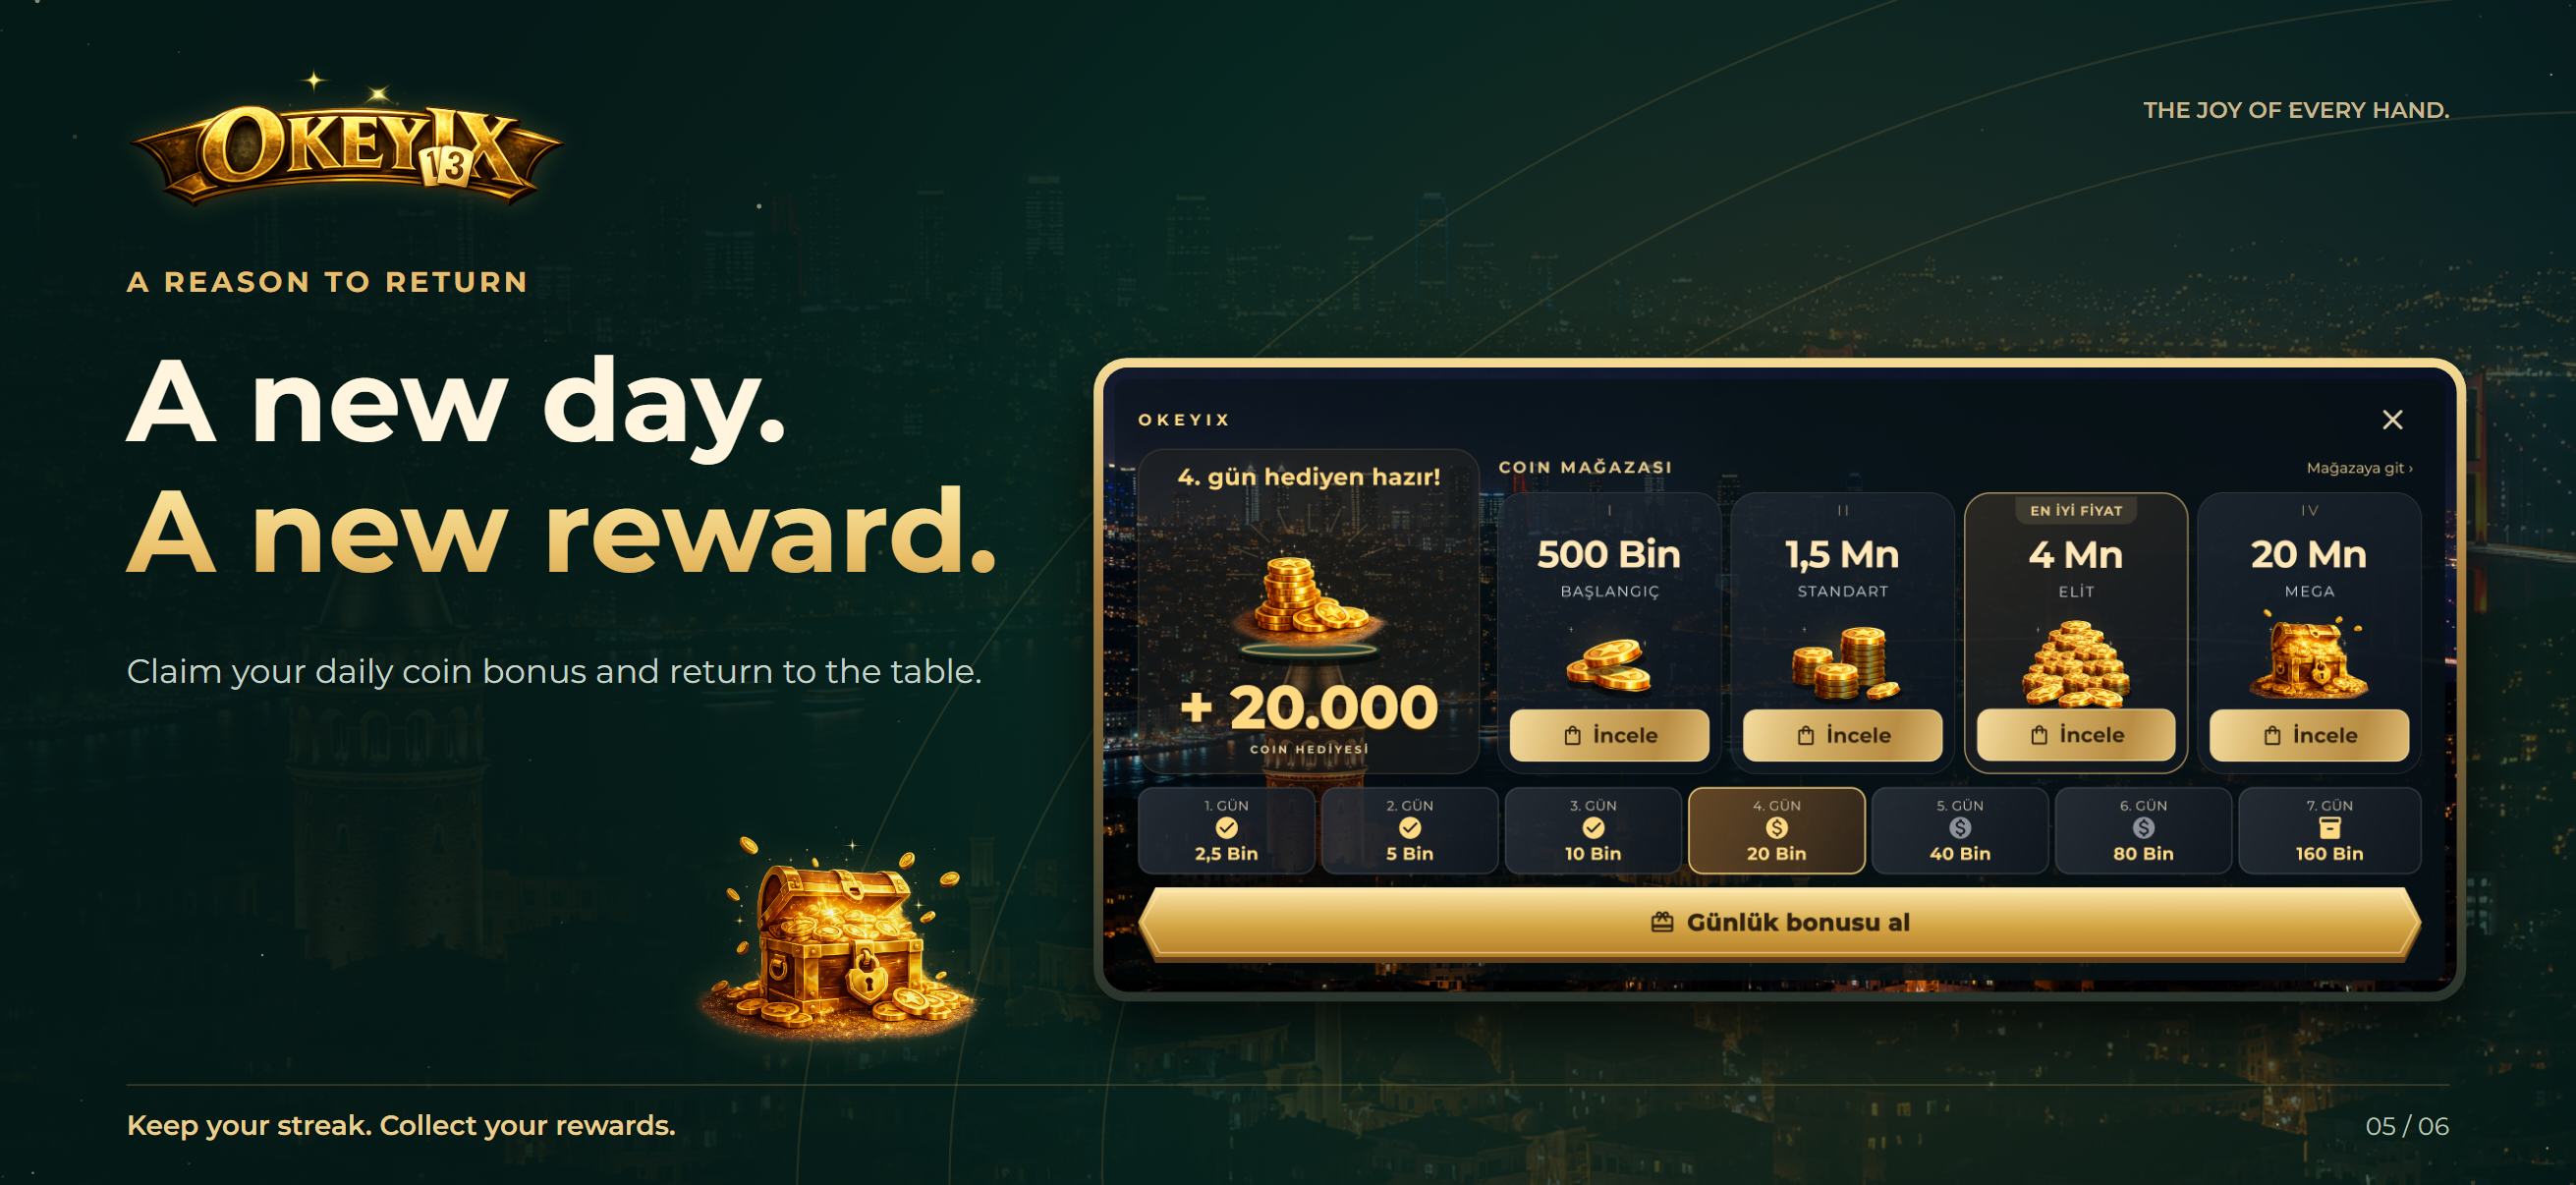 OKEYIX
13
THE JOY OF EVERY HAND.
A REASON TO RETURN
A new day.
A new reward.
Claim your daily coin bonus and return to the table.
OKEYIX
4. gün hediyen hazır!
+ 20.000
COIN HEDİYESİ
COIN MAĞAZASI
Mağazaya git ›
I
500 Bin
BAŞLANGIÇ
İncele
II
1,5 Mn
STANDART
İncele
EN İYİ FİYAT
4 Mn
ELİT
İncele
IV
20 Mn
MEGA
İncele
1. GÜN
2,5 Bin
2. GÜN
5 Bin
3. GÜN
10 Bin
4. GÜN
20 Bin
5. GÜN
40 Bin
6. GÜN
80 Bin
7. GÜN
160 Bin
Günlük bonusu al
Keep your streak. Collect your rewards.
05 / 06